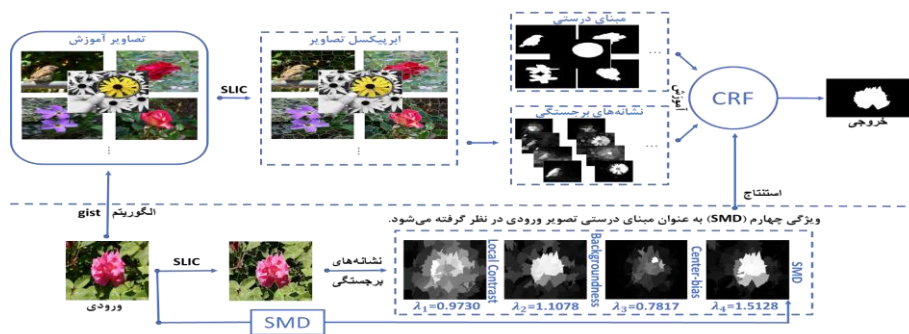 تصاویر آموزش
ابرپیکسل تصاویر
مبنای درستی
SLIC
...
آموزش
CRF
خروجی
نشانه‌های برجستگی
...
...
...
استنتاج
الگوریتم gist
ویژگی چهارم (SMD) به عنوان مبنای درستی تصویر ورودی در نظر گرفته می‌شود.
SLIC
نشانه‌های
برجستگی
Local Contrast
Backgroundness
Center-bias
SMD
λ₁=0.9730
λ₂=1.1078
λ₃=0.7817
λ₄=1.5128
ورودی
SMD